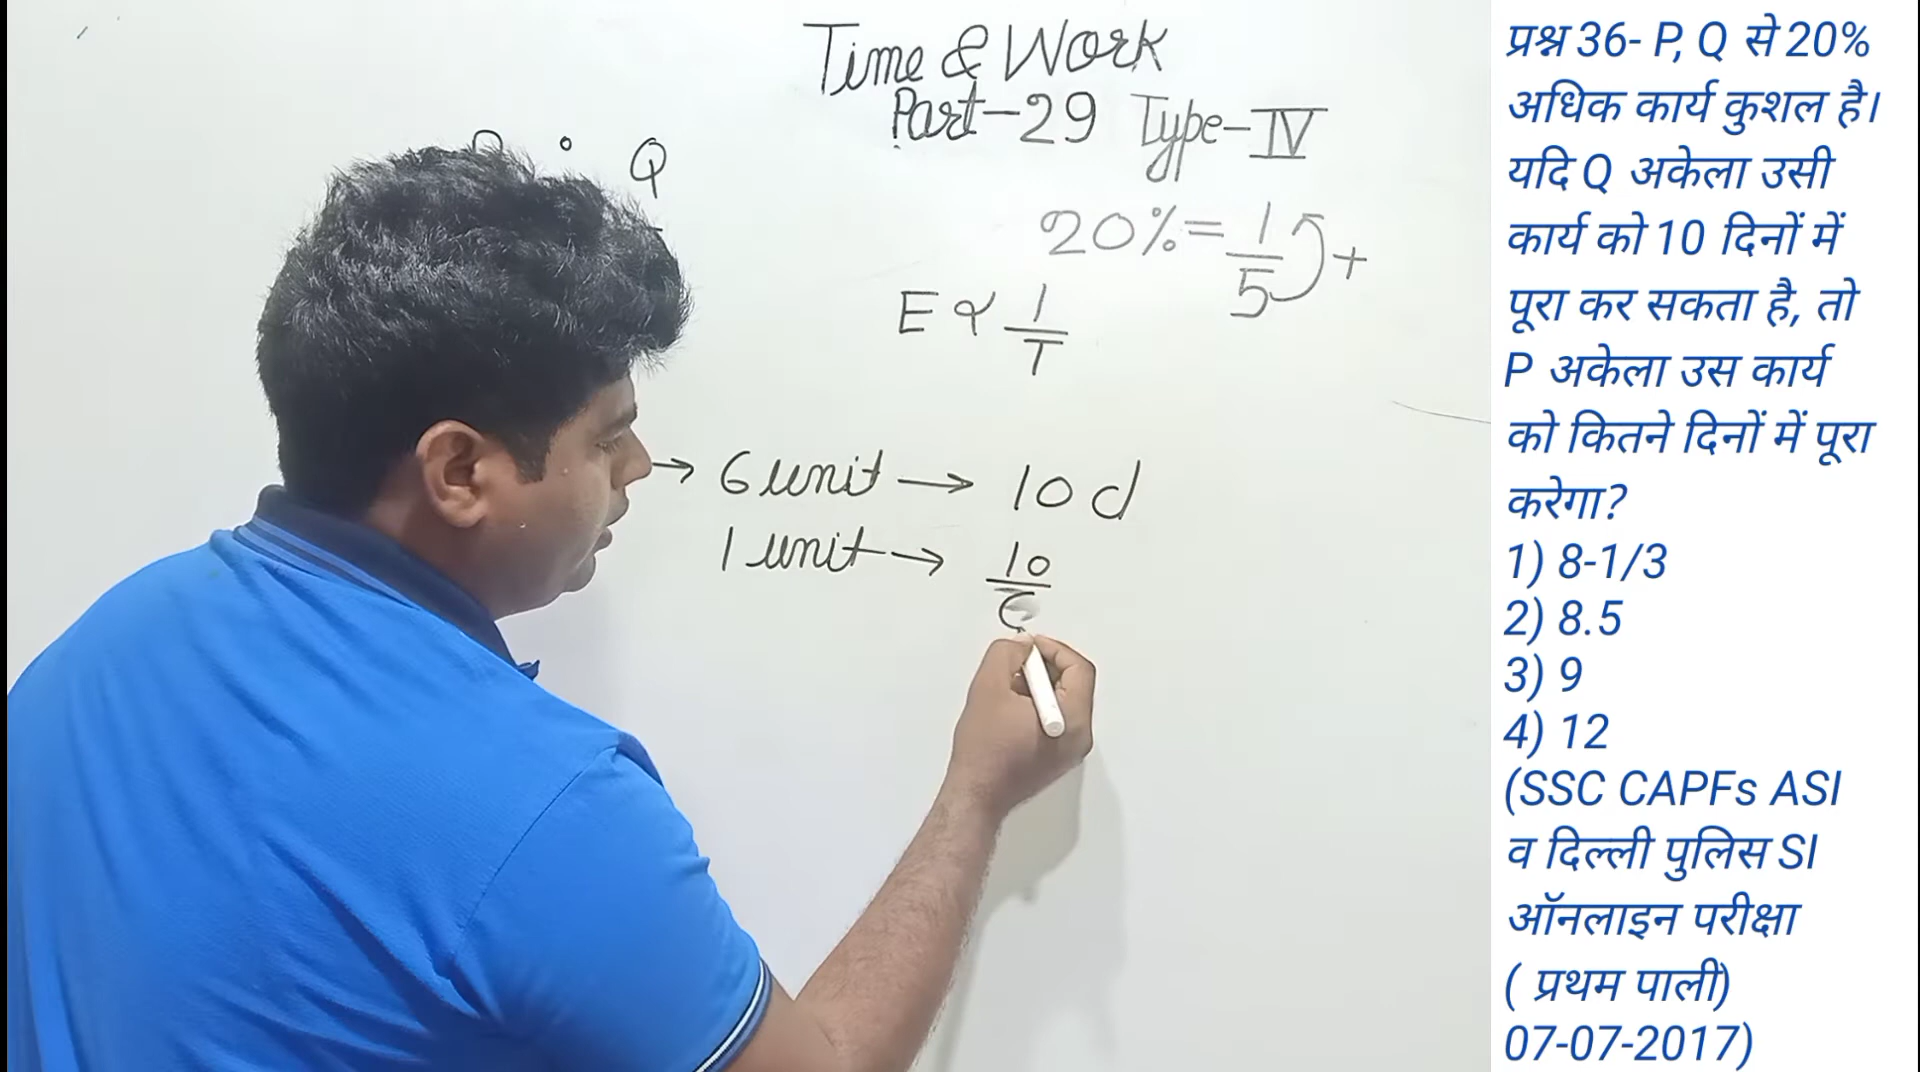 Time & Work
Part-29 Type-IV
: Q
20% = 1/5 +
E ∝ 1/T
→ 6 unit → 10 d
1 unit → 10/6
प्रश्न 36- P, Q से 20%
अधिक कार्य कुशल है।
यदि Q अकेला उसी
कार्य को 10 दिनों में
पूरा कर सकता है, तो
P अकेला उस कार्य
को कितने दिनों में पूरा
करेगा?
1) 8-1/3
2) 8.5
3) 9
4) 12
(SSC CAPFs ASI
व दिल्ली पुलिस SI
ऑनलाइन परीक्षा
( प्रथम पाली)
07-07-2017)